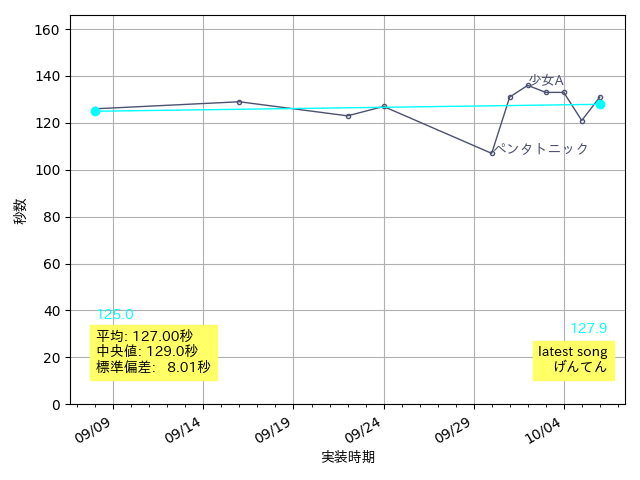 160
140
120
100
80
60
40
20
0
秒数
少女A
ペンタトニック
125.0
平均: 127.00秒
中央値: 129.0秒
標準偏差: 8.01秒
127.9
latest song
げんてん
09/09
09/14
09/19
09/24
09/29
10/04
実装時期